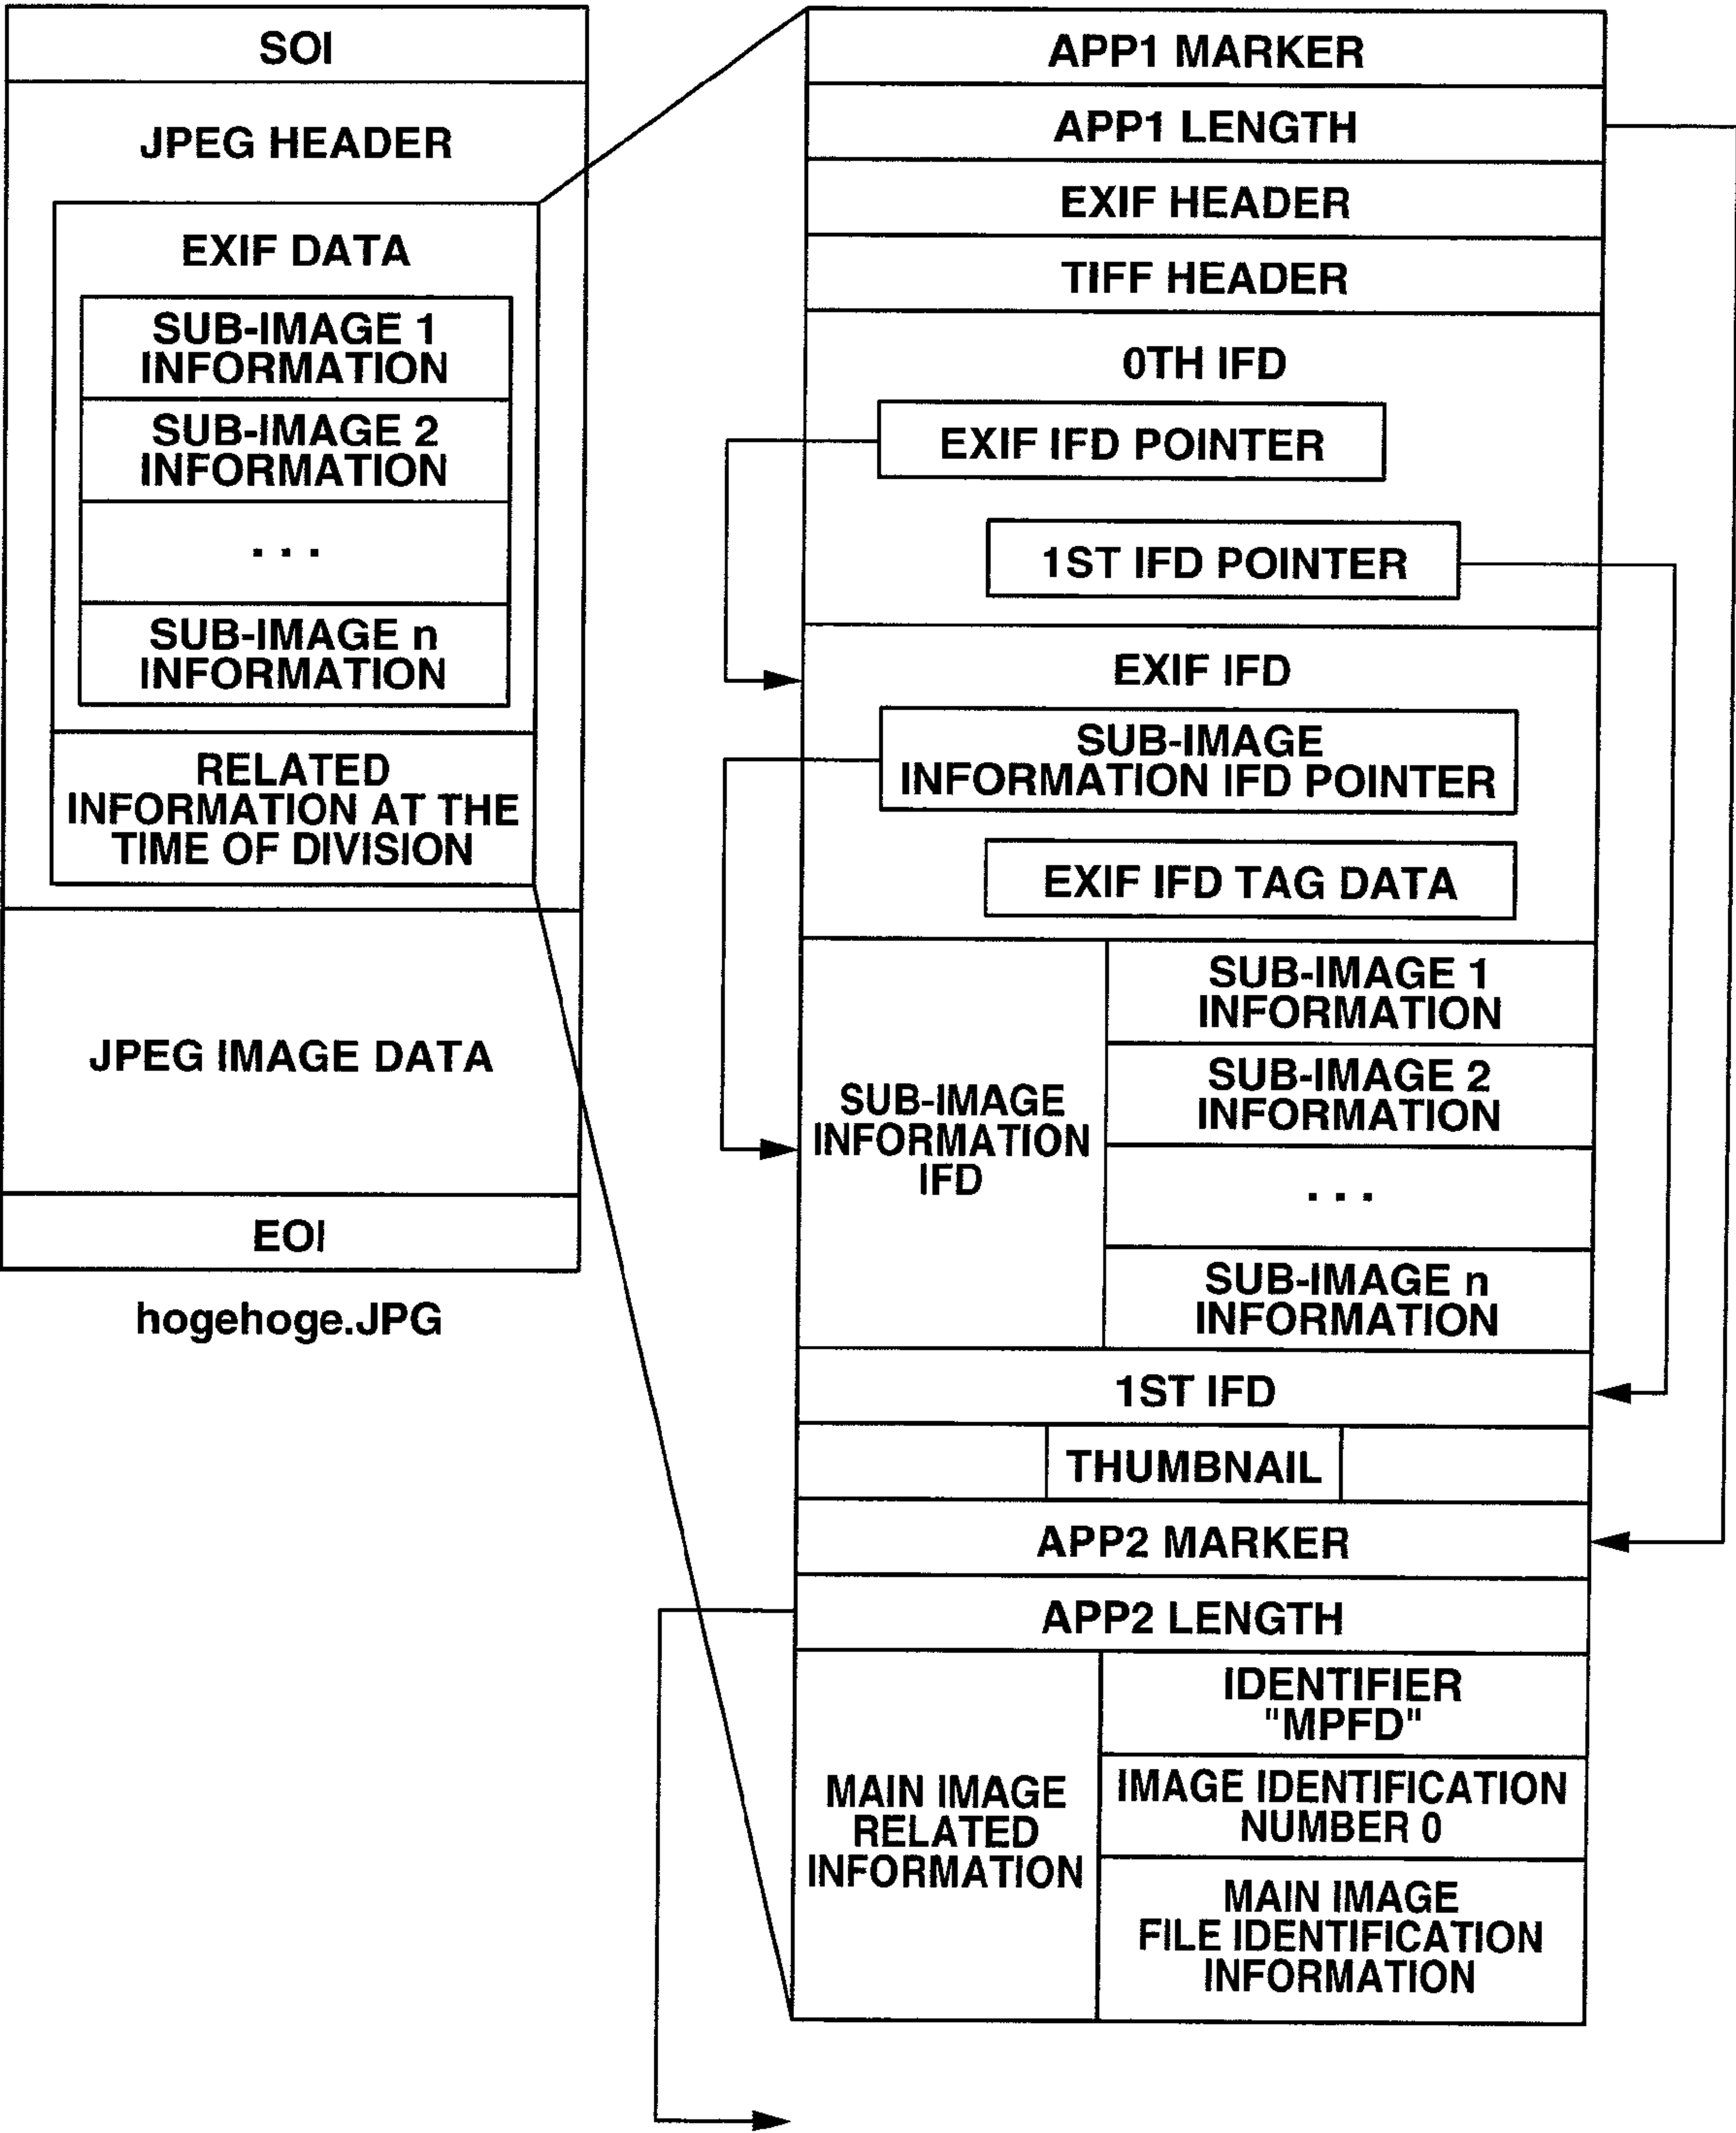 SOI
JPEG HEADER
EXIF DATA
SUB-IMAGE 1
INFORMATION
SUB-IMAGE 2
INFORMATION
. . .
SUB-IMAGE n
INFORMATION
RELATED
INFORMATION AT THE
TIME OF DIVISION
JPEG IMAGE DATA
EOI
hogehoge.JPG
APP1 MARKER
APP1 LENGTH
EXIF HEADER
TIFF HEADER
0TH IFD
EXIF IFD POINTER
1ST IFD POINTER
EXIF IFD
SUB-IMAGE
INFORMATION IFD POINTER
EXIF IFD TAG DATA
SUB-IMAGE
INFORMATION
IFD
SUB-IMAGE 1
INFORMATION
SUB-IMAGE 2
INFORMATION
. . .
SUB-IMAGE n
INFORMATION
1ST IFD
THUMBNAIL
APP2 MARKER
APP2 LENGTH
MAIN IMAGE
RELATED
INFORMATION
IDENTIFIER
"MPFD"
IMAGE IDENTIFICATION
NUMBER 0
MAIN IMAGE
FILE IDENTIFICATION
INFORMATION